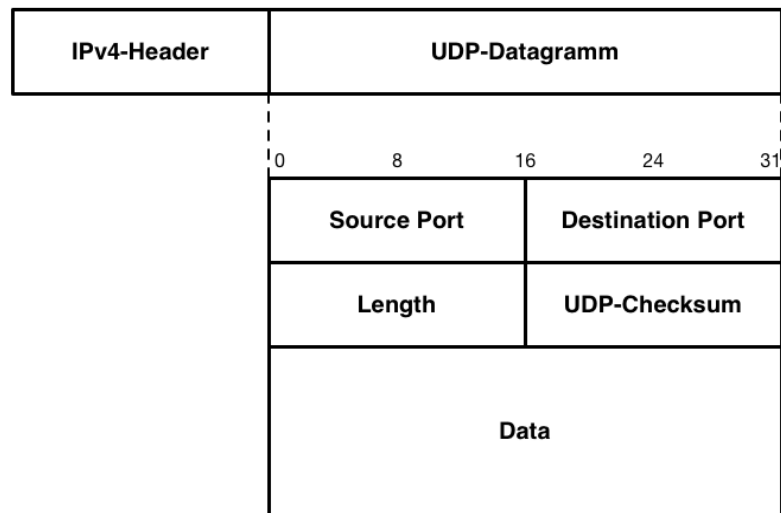 IPv4-Header UDP-Datagramm
0 8 16 24 31
Source Port Destination Port
Length UDP-Checksum
Data